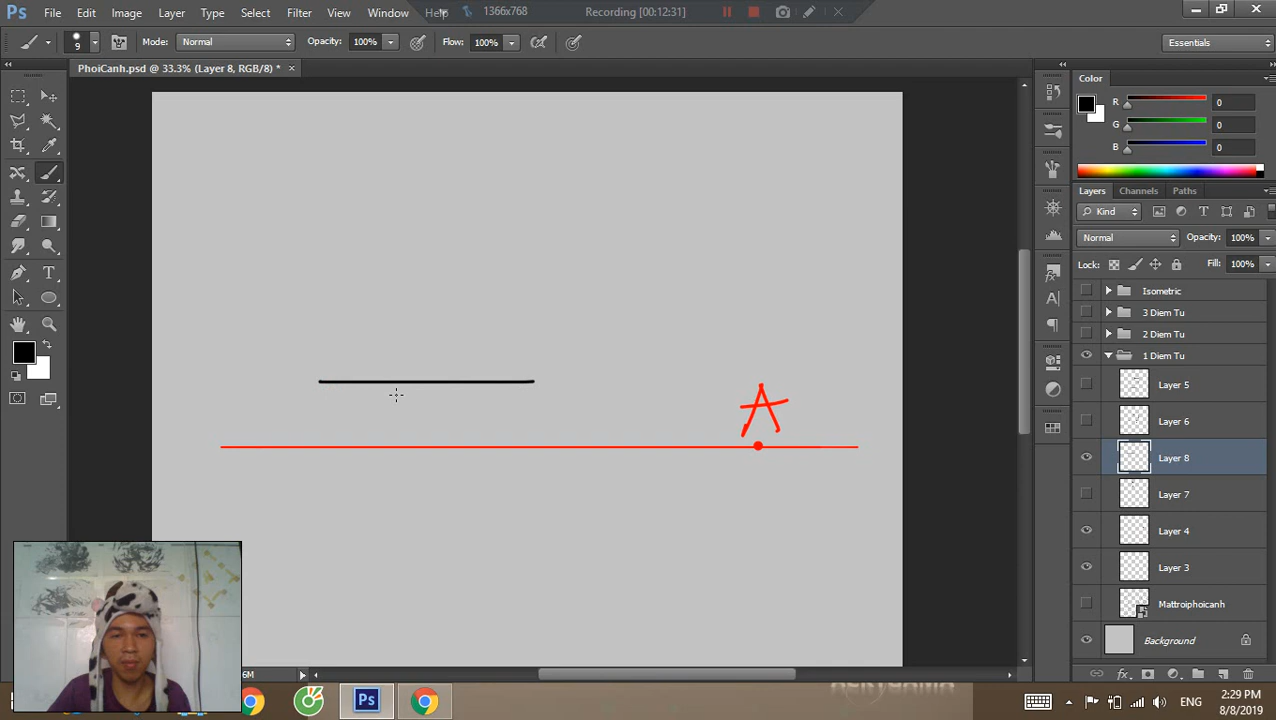 1366x768
Recording [00:12:31]
Ps
File
Edit
Image
Layer
Type
Select
Filter
View
Window
Help
9
Mode:
Normal
Opacity:
100%
Flow:
100%
Essentials
PhoiCanh.psd @ 33.3% (Layer 8, RGB/8) *
Color
R
0
G
0
B
0
Layers
Channels
Paths
Kind
Normal
Opacity:
100%
Lock:
Fill:
100%
Isometric
3 Diem Tu
2 Diem Tu
1 Diem Tu
Layer 5
Layer 6
Layer 8
Layer 7
Layer 4
Layer 3
Mattroiphoicanh
Background
A
Ps
ENG
2:29 PM
8/8/2019